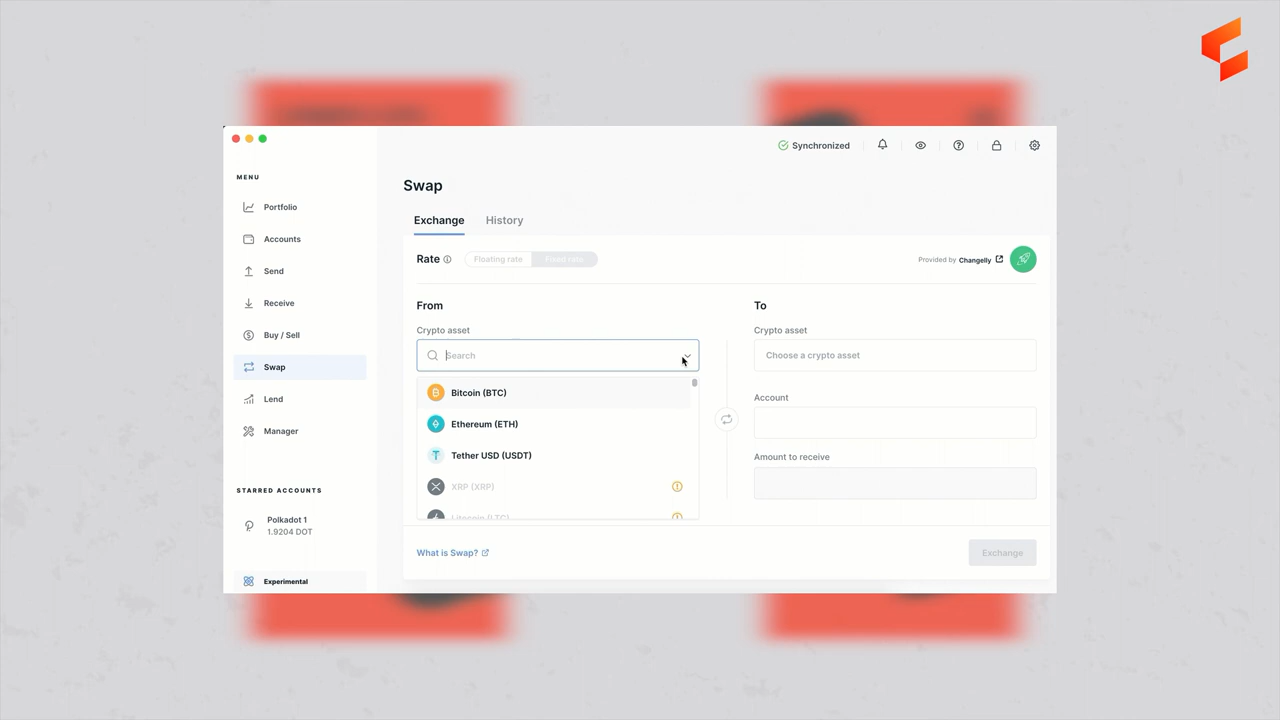 Synchronized
MENU
Portfolio
Accounts
Send
Receive
Buy / Sell
Swap
Lend
Manager
STARRED ACCOUNTS
Polkadot 1
1.9204 DOT
Experimental
Swap
Exchange
History
Rate
Floating rate
Fixed rate
Provided by Changelly
From
Crypto asset
Search
Bitcoin (BTC)
Ethereum (ETH)
Tether USD (USDT)
XRP (XRP)
Litecoin (LTC)
To
Crypto asset
Choose a crypto asset
Account
Amount to receive
What is Swap?
Exchange